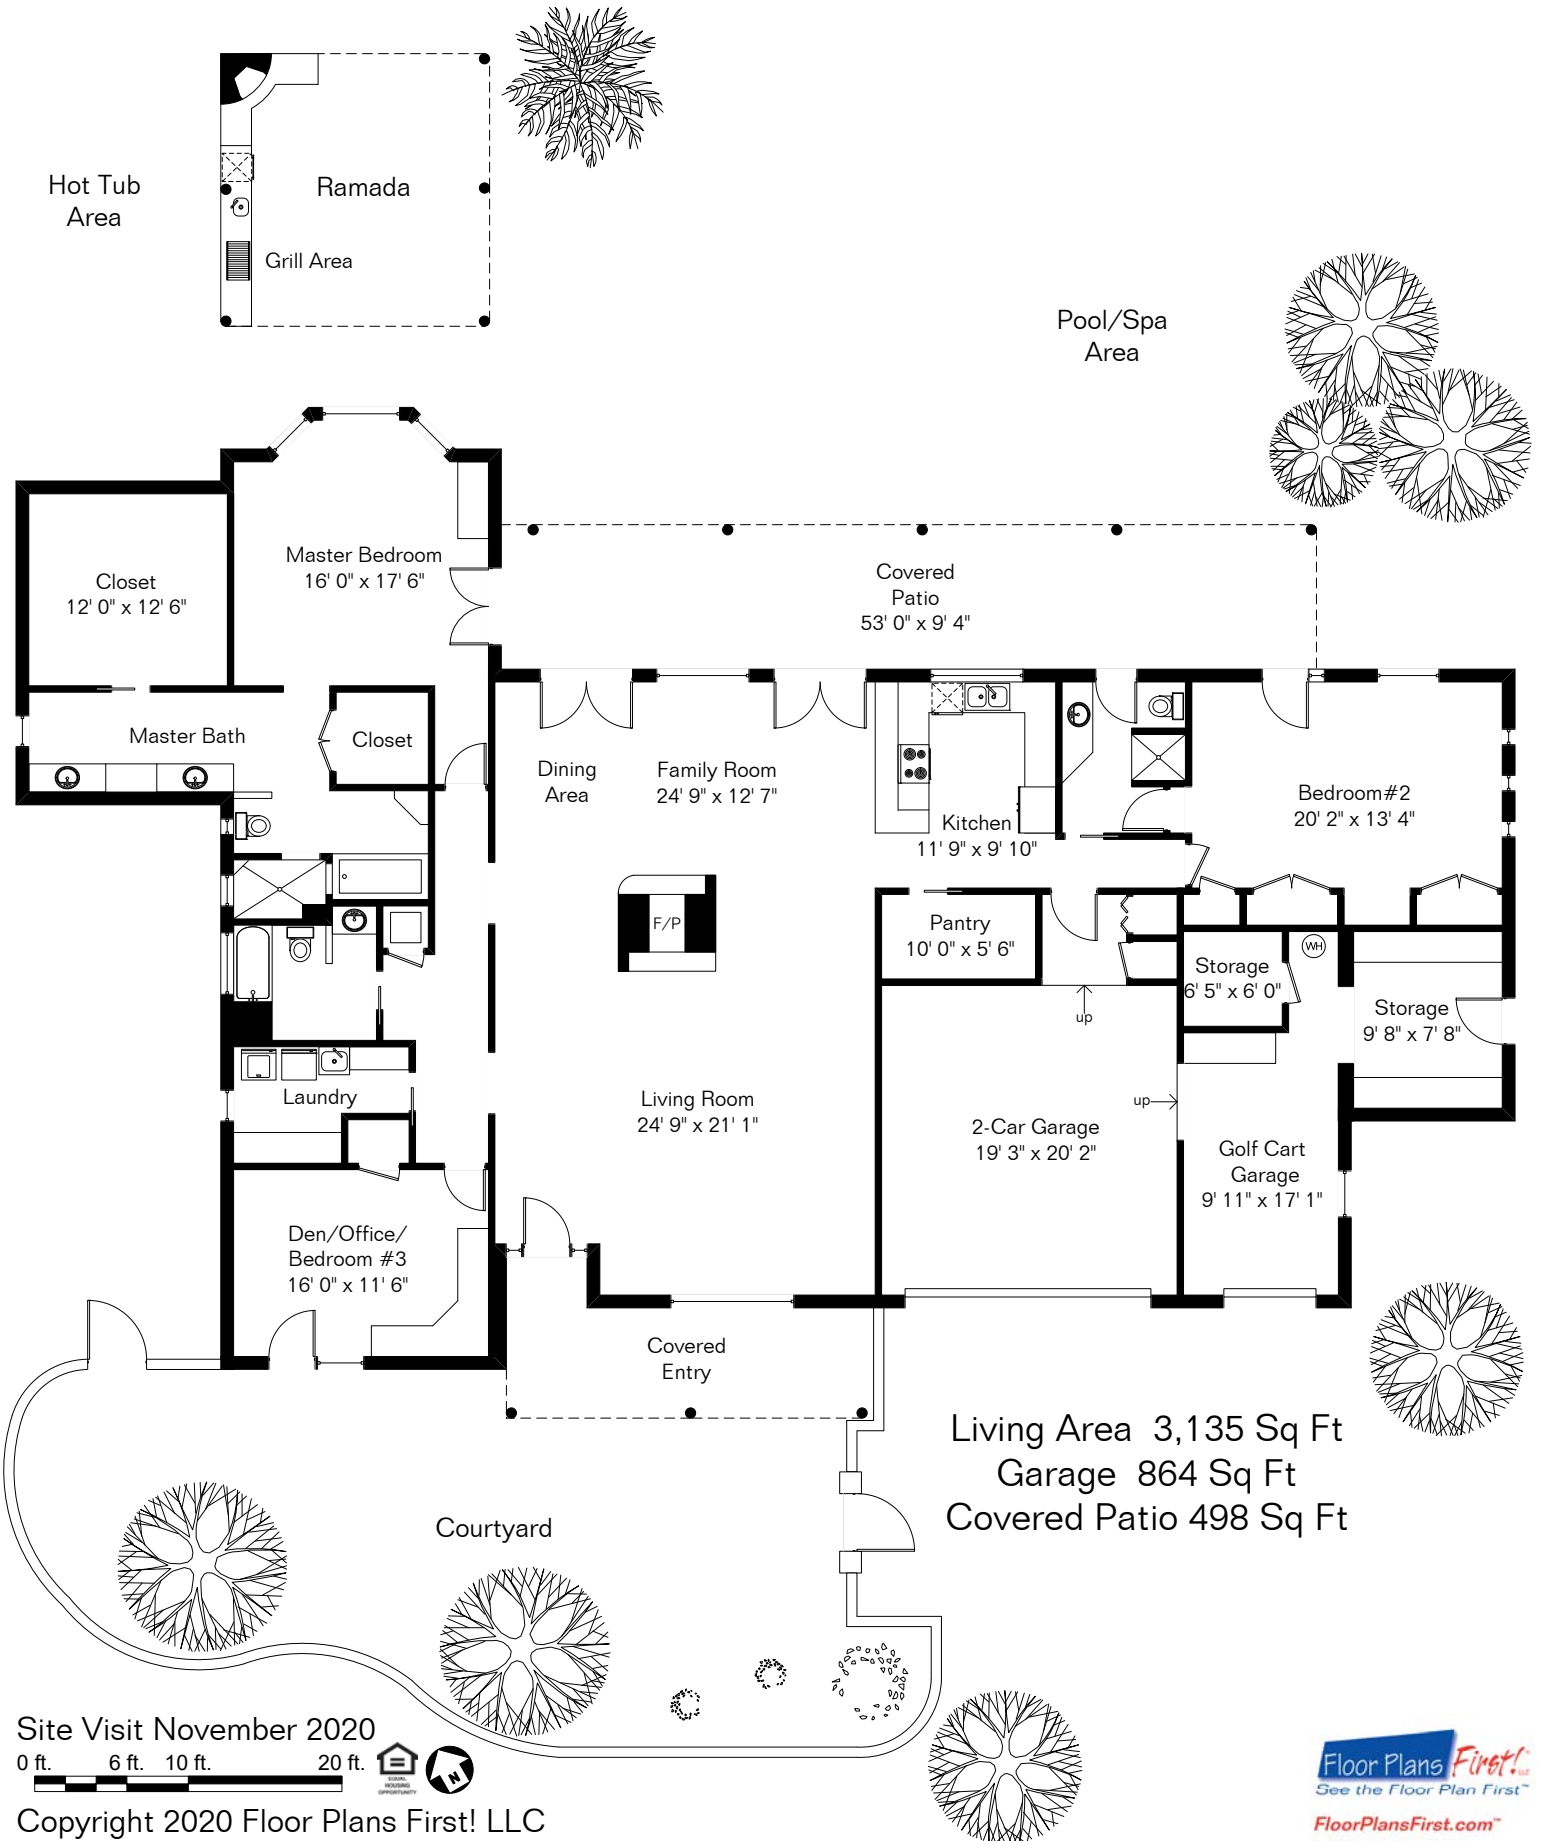 Hot Tub
Area
Ramada
Grill Area
Pool/Spa
Area
Master Bedroom
16' 0" x 17' 6"
Closet
12' 0" x 12' 6"
Covered
Patio
53' 0" x 9' 4"
Master Bath
Closet
Dining
Area
Family Room
24' 9" x 12' 7"
Kitchen
11' 9" x 9' 10"
Bedroom#2
20' 2" x 13' 4"
F/P
Pantry
10' 0" x 5' 6"
WH
Storage
6' 5" x 6' 0"
Storage
9' 8" x 7' 8"
up
Laundry
Living Room
24' 9" x 21' 1"
up
2-Car Garage
19' 3" x 20' 2"
Golf Cart
Garage
9' 11" x 17' 1"
Den/Office/
Bedroom #3
16' 0" x 11' 6"
Covered
Entry
Living Area 3,135 Sq Ft
Garage 864 Sq Ft
Covered Patio 498 Sq Ft
Courtyard
Site Visit November 2020
0 ft. 6 ft. 10 ft. 20 ft.
EQUAL HOUSING
OPPORTUNITY
N
Copyright 2020 Floor Plans First! LLC
Floor Plans First!™ LLC
See the Floor Plan First™
FloorPlansFirst.com™